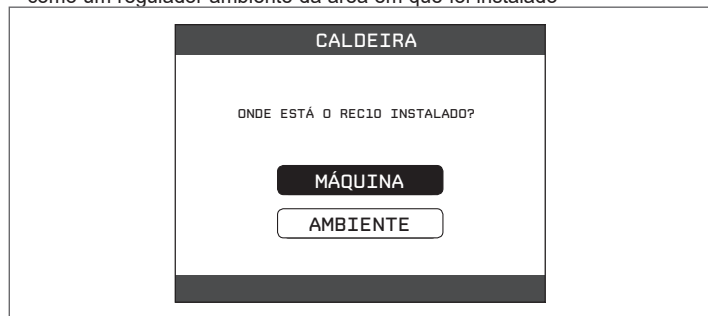 como um regulador ambiente da área em que foi instalado
CALDEIRA
ONDE ESTÁ O REC10 INSTALADO?
MÁQUINA
AMBIENTE